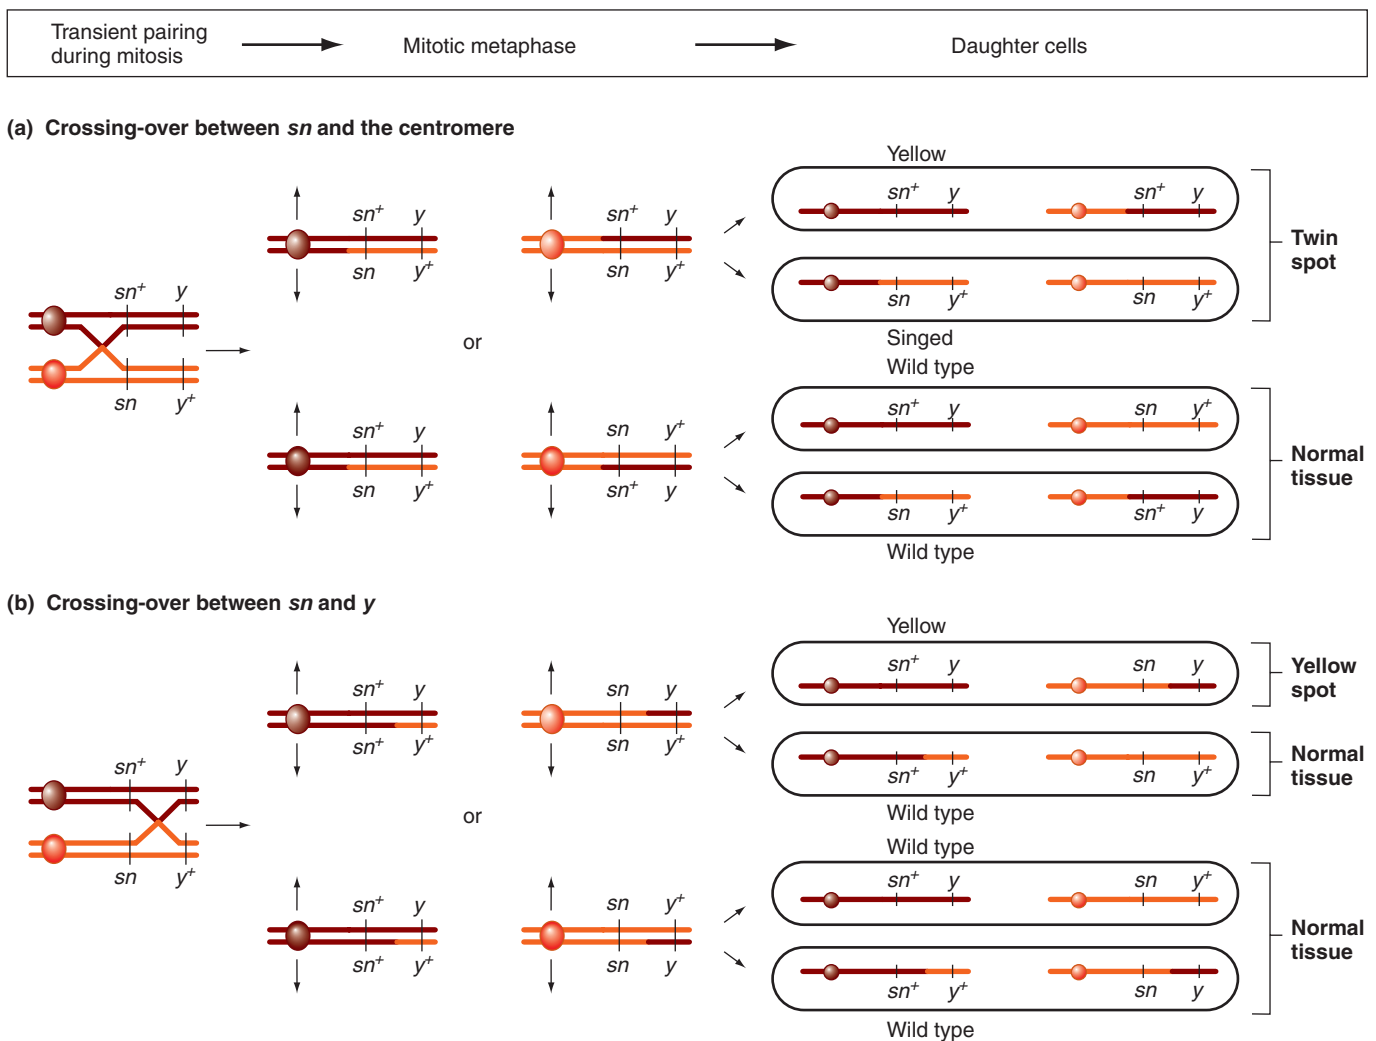 Transient pairing
during mitosis
Mitotic metaphase
Daughter cells
(a) Crossing-over between sn and the centromere
Yellow
sn+ y sn+ y
sn+ y sn+ y
sn y+ sn y+
Twin
spot
sn+ y
sn y+
sn y+ sn y+
Singed
or
Wild type
sn+ y sn y+
sn+ y sn y+
sn y+ sn+ y
Normal
tissue
sn y+ sn+ y
Wild type
(b) Crossing-over between sn and y
Yellow
sn+ y sn y
sn+ y sn y
sn+ y+ sn y+
Yellow
spot
sn+ y
sn y+
sn+ y+ sn y+
Normal
tissue
Wild type
or
Wild type
sn+ y sn y+
sn+ y sn y+
sn+ y+ sn y
Normal
tissue
sn+ y+ sn y
Wild type